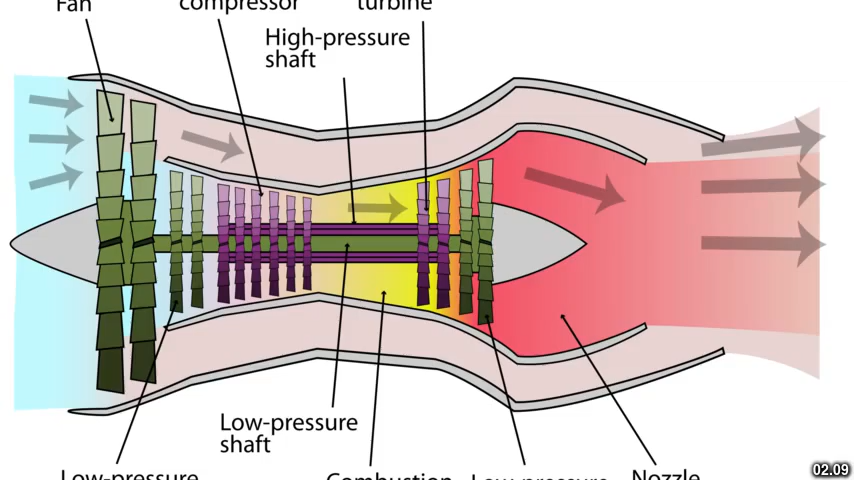 Fan
compressor
turbine
High-pressure
shaft
Low-pressure
shaft
Low-pressure
Combustion
Low-pressure
Nozzle
02.09